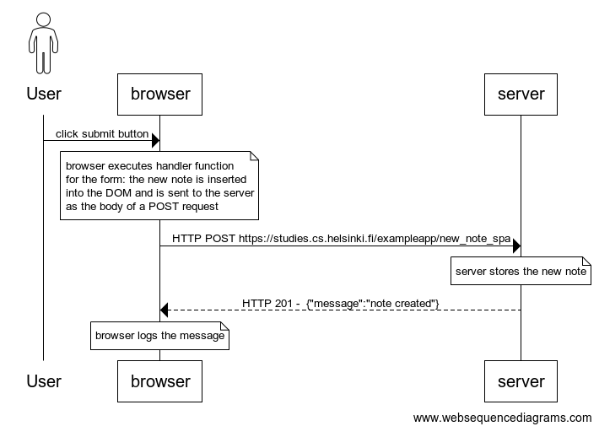 User
browser
server
click submit button
browser executes handler function
for the form: the new note is inserted
into the DOM and is sent to the server
as the body of a POST request
HTTP POST https://studies.cs.helsinki.fi/exampleapp/new_note_spa
server stores the new note
HTTP 201 - {"message":"note created"}
browser logs the message
User
browser
server
www.websequencediagrams.com